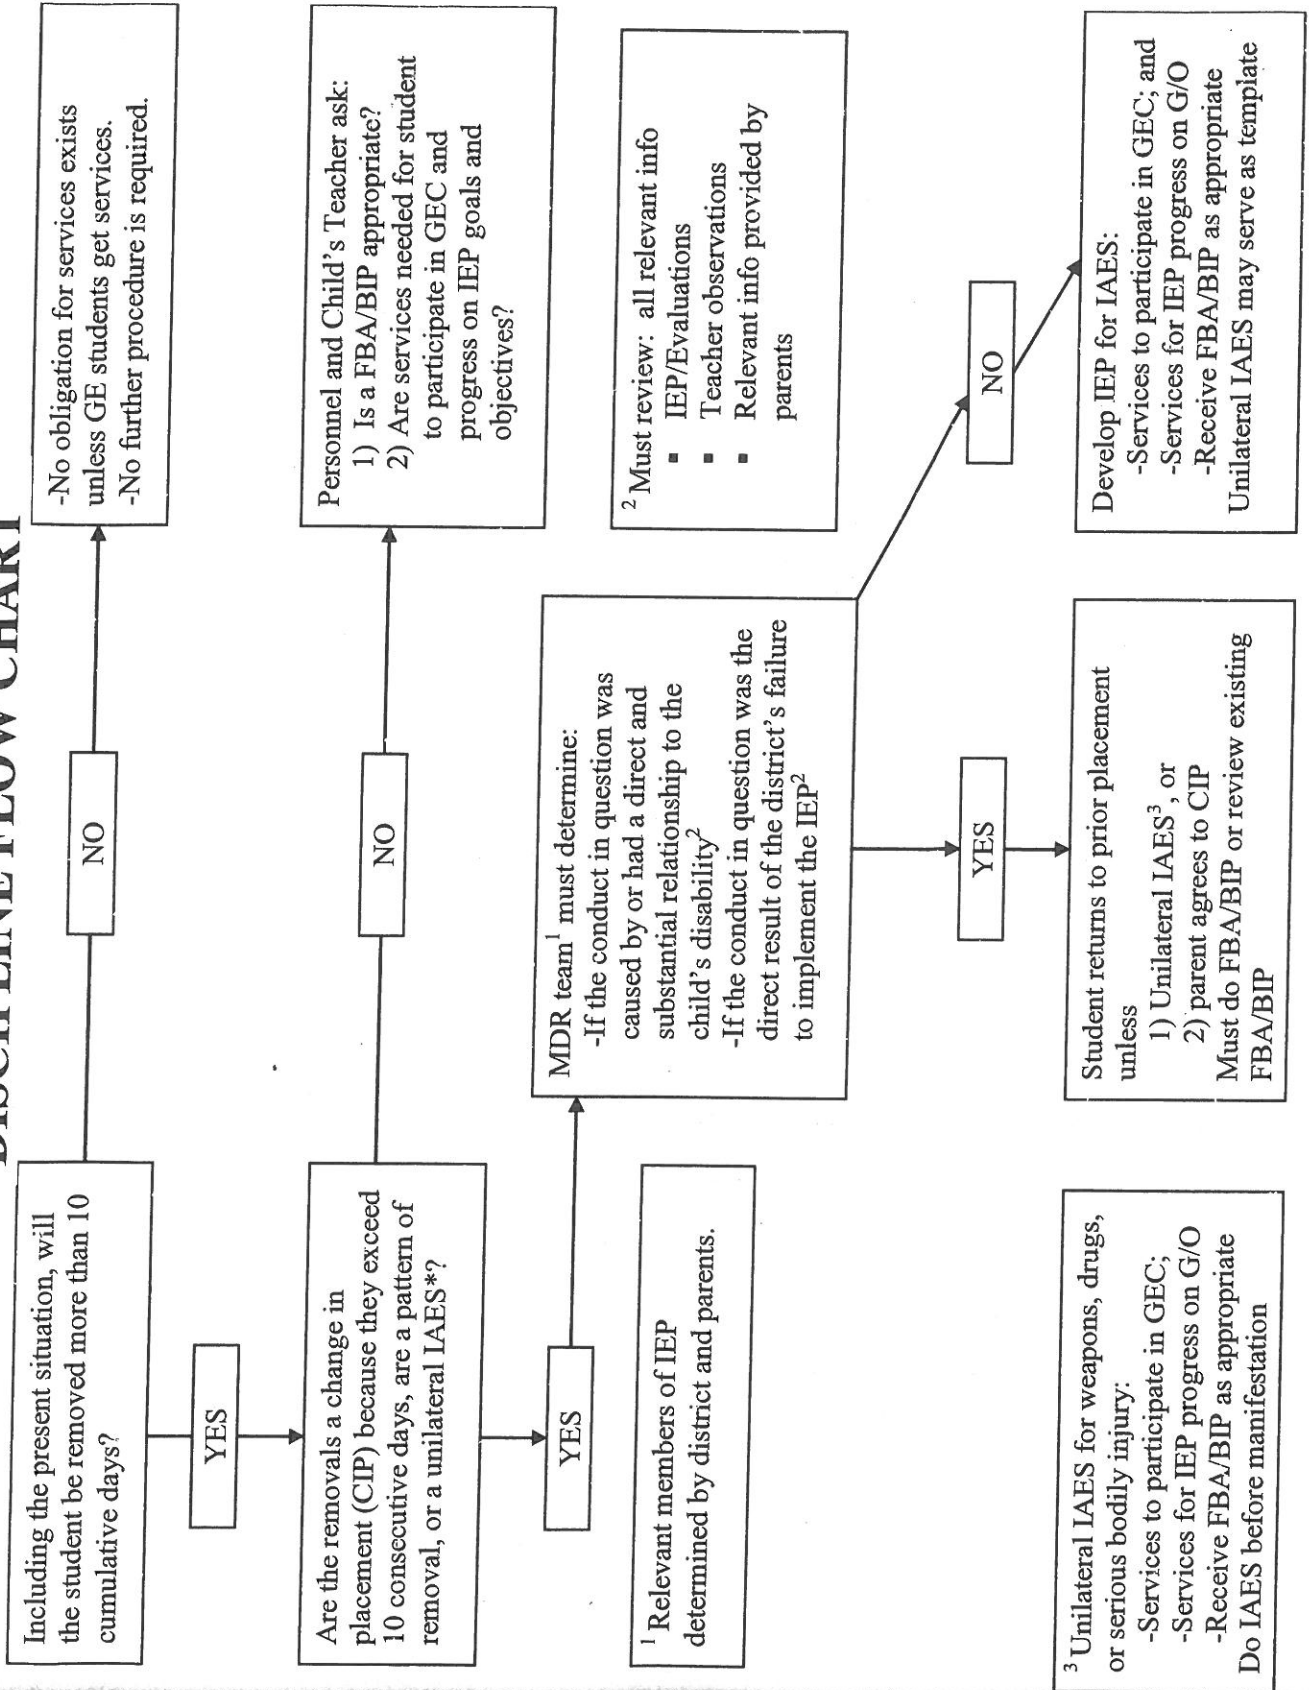 DISCIPLINE FLOW CHART
Including the present situation, will
the student be removed more than 10
cumulative days?
NO
-No obligation for services exists
unless GE students get services.
-No further procedure is required.
YES
Are the removals a change in
placement (CIP) because they exceed
10 consecutive days, are a pattern of
removal, or a unilateral IAES*?
NO
Personnel and Child's Teacher ask:
1) Is a FBA/BIP appropriate?
2) Are services needed for student
to participate in GEC and
progress on IEP goals and
objectives?
YES
MDR team¹ must determine:
-If the conduct in question was
caused by or had a direct and
substantial relationship to the
child's disability²
-If the conduct in question was the
direct result of the district's failure
to implement the IEP²
¹ Relevant members of IEP
determined by district and parents.
² Must review: all relevant info
▪ IEP/Evaluations
▪ Teacher observations
▪ Relevant info provided by
parents
YES
NO
³ Unilateral IAES for weapons, drugs,
or serious bodily injury:
-Services to participate in GEC;
-Services for IEP progress on G/O
-Receive FBA/BIP as appropriate
Do IAES before manifestation
Student returns to prior placement
unless
1) Unilateral IAES³, or
2) parent agrees to CIP
Must do FBA/BIP or review existing
FBA/BIP
Develop IEP for IAES:
-Services to participate in GEC; and
-Services for IEP progress on G/O
-Receive FBA/BIP as appropriate
Unilateral IAES may serve as template